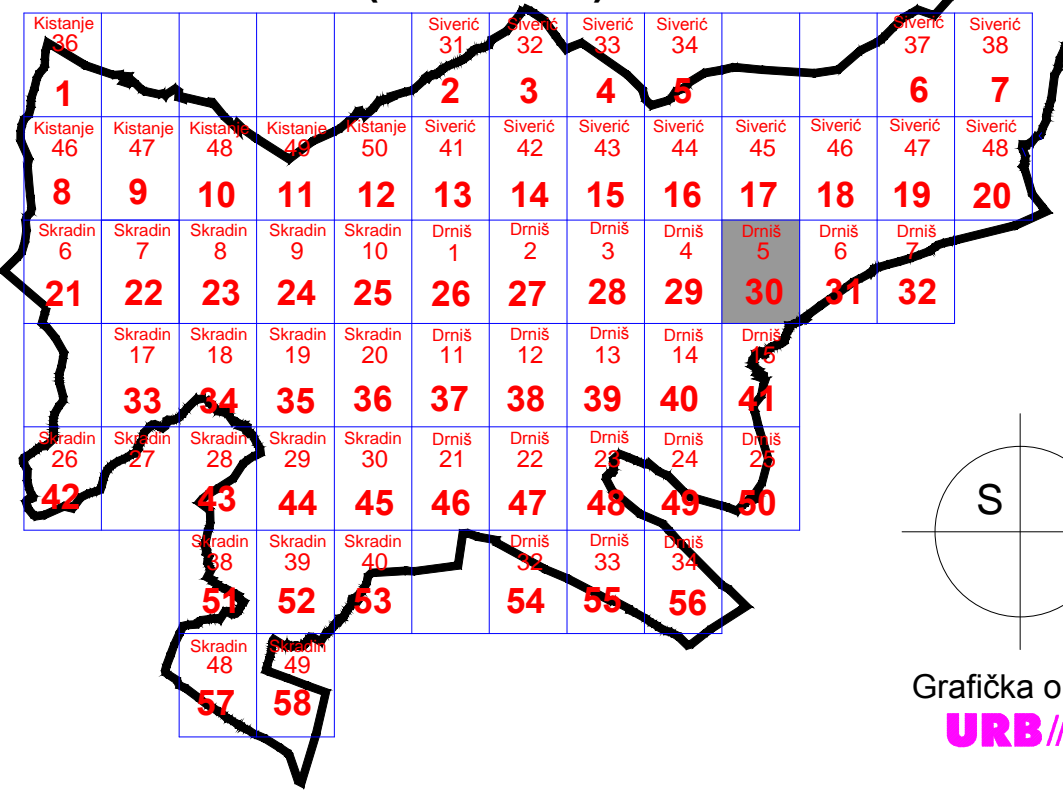 Kistanje Siverić Siverić Siverić Siverić Siverić Siverić
36 31 32 33 34 37 38
1 2 3 4 5 6 7
Kistanje Kistanje Kistanje Kistanje Kistanje Siverić Siverić Siverić Siverić Siverić Siverić Siverić Siverić
46 47 48 49 50 41 42 43 44 45 46 47 48
8 9 10 11 12 13 14 15 16 17 18 19 20
Skradin Skradin Skradin Skradin Skradin Drniš Drniš Drniš Drniš Drniš Drniš Drniš
6 7 8 9 10 1 2 3 4 5 6 7
21 22 23 24 25 26 27 28 29 30 31 32
Skradin Skradin Skradin Skradin Drniš Drniš Drniš Drniš Drniš
17 18 19 20 11 12 13 14 15
33 34 35 36 37 38 39 40 41
Skradin Skradin Skradin Skradin Skradin Drniš Drniš Drniš Drniš Drniš
26 27 28 29 30 21 22 23 24 25
42 43 44 45 46 47 48 49 50
Skradin Skradin Skradin Drniš Drniš Drniš
38 39 40 32 33 34
51 52 53 54 55 56
Skradin Skradin
48 49
57 58
S
Grafička o
URB//